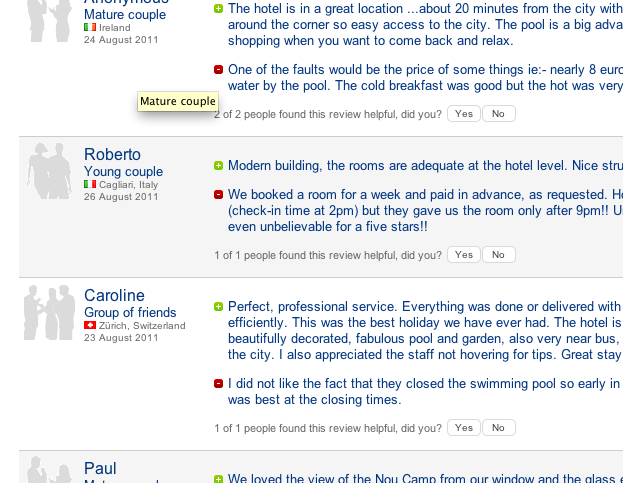 Anonymous
Mature couple
Ireland
24 August 2011
The hotel is in a great location ...about 20 minutes from the city with
around the corner so easy access to the city. The pool is a big adva
shopping when you want to come back and relax.
One of the faults would be the price of some things ie:- nearly 8 euro
water by the pool. The cold breakfast was good but the hot was very
Mature couple
2 of 2 people found this review helpful, did you? Yes No
Roberto
Young couple
Cagliari, Italy
26 August 2011
Modern building, the rooms are adequate at the hotel level. Nice stru
We booked a room for a week and paid in advance, as requested. He
(check-in time at 2pm) but they gave us the room only after 9pm!! U
even unbelievable for a five stars!!
1 of 1 people found this review helpful, did you? Yes No
Caroline
Group of friends
Zürich, Switzerland
23 August 2011
Perfect, professional service. Everything was done or delivered with
efficiently. This was the best holiday we have ever had. The hotel is
beautifully decorated, fabulous pool and garden, also very near bus,
the city. I also appreciated the staff not hovering for tips. Great stay
I did not like the fact that they closed the swimming pool so early in
was best at the closing times.
1 of 1 people found this review helpful, did you? Yes No
Paul
Mature couple
We loved the view of the Nou Camp from our window and the glass e